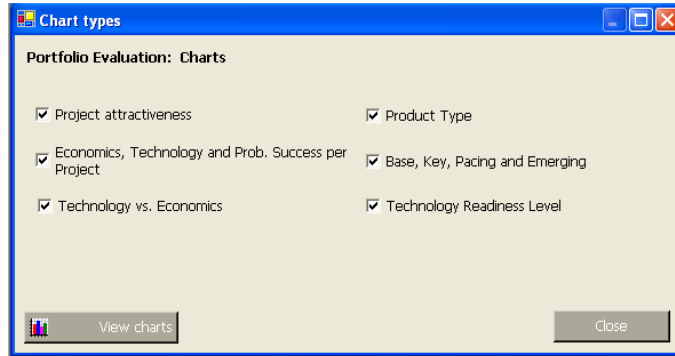 Chart types
Portfolio Evaluation: Charts
Project attractiveness
Product Type
Economics, Technology and Prob. Success per
Project
Base, Key, Pacing and Emerging
Technology vs. Economics
Technology Readiness Level
View charts
Close